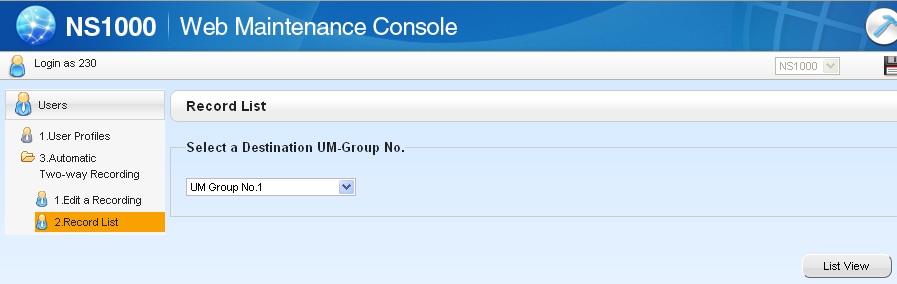 NS1000 Web Maintenance Console
Login as 230
NS1000
Users
1.User Profiles
3.Automatic
Two-way Recording
1.Edit a Recording
2.Record List
Record List
Select a Destination UM-Group No.
UM Group No.1
List View